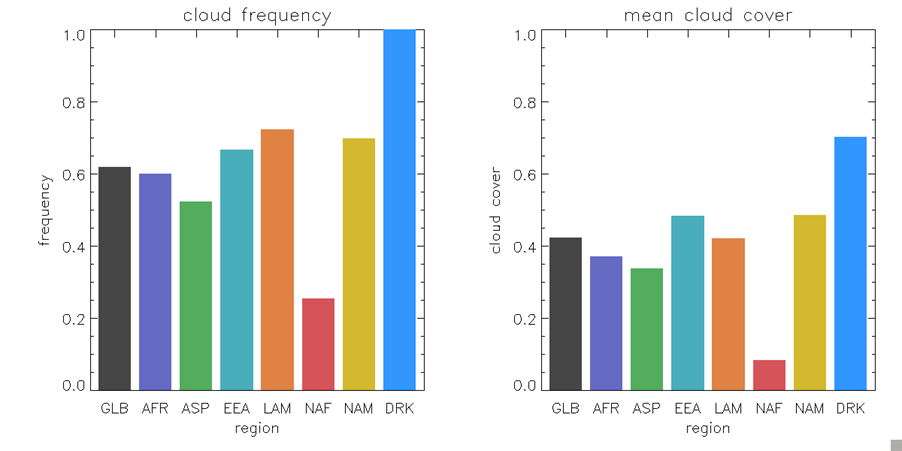 cloud frequency
1.0
0.8
0.6
0.4
0.2
0.0
frequency
GLB AFR ASP EEA LAM NAF NAM DRK
region
mean cloud cover
1.0
0.8
0.6
0.4
0.2
0.0
cloud cover
GLB AFR ASP EEA LAM NAF NAM DRK
region